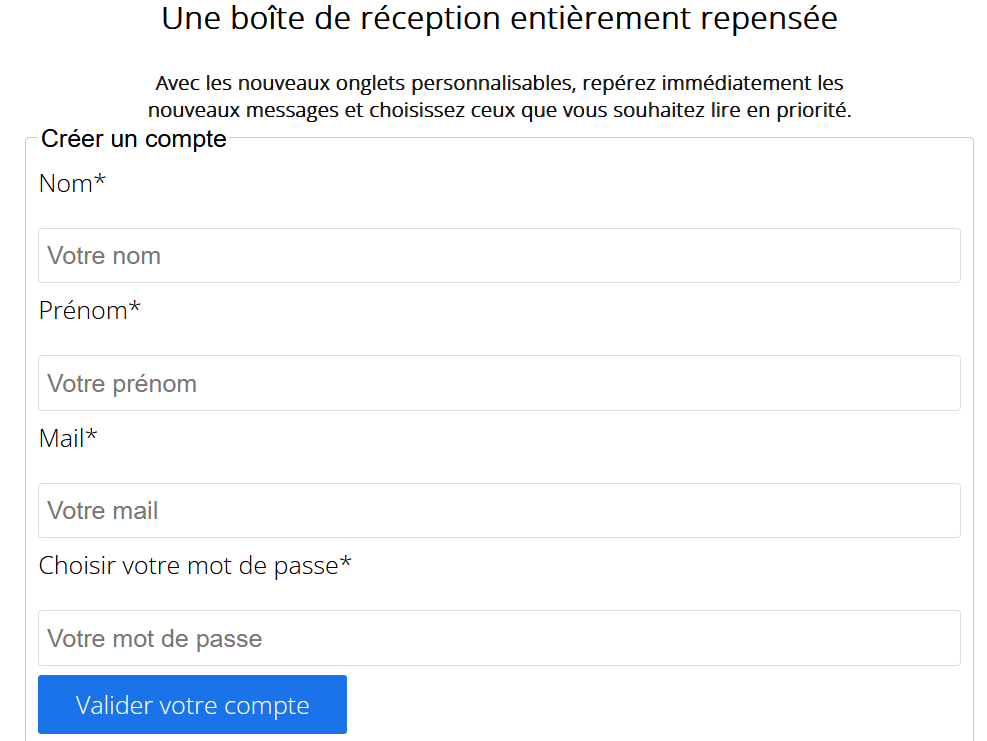 Une boîte de réception entièrement repensée
Avec les nouveaux onglets personnalisables, repérez immédiatement les
nouveaux messages et choisissez ceux que vous souhaitez lire en priorité.
Créer un compte
Nom*
Votre nom
Prénom*
Votre prénom
Mail*
Votre mail
Choisir votre mot de passe*
Votre mot de passe
Valider votre compte